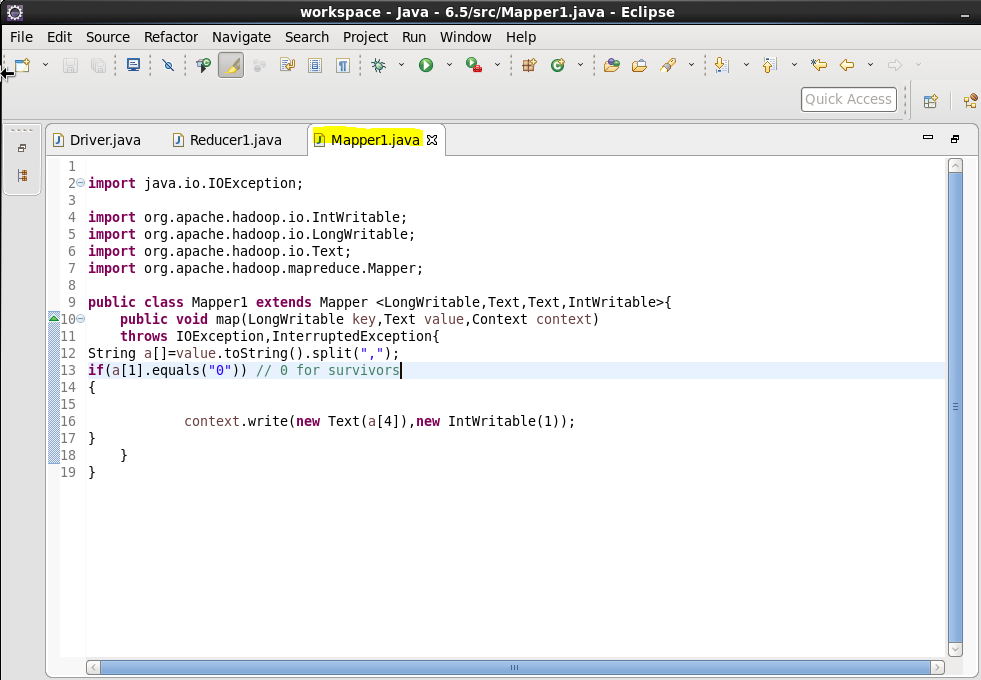 workspace - Java - 6.5/src/Mapper1.java - Eclipse
File Edit Source Refactor Navigate Search Project Run Window Help
Quick Access
Driver.java Reducer1.java Mapper1.java
1
2 import java.io.IOException;
3
4 import org.apache.hadoop.io.IntWritable;
5 import org.apache.hadoop.io.LongWritable;
6 import org.apache.hadoop.io.Text;
7 import org.apache.hadoop.mapreduce.Mapper;
8
9 public class Mapper1 extends Mapper <LongWritable,Text,Text,IntWritable>{
10 public void map(LongWritable key,Text value,Context context)
11 throws IOException,InterruptedException{
12 String a[]=value.toString().split(",");
13 if(a[1].equals("0")) // 0 for survivors
14 {
15
16 context.write(new Text(a[4]),new IntWritable(1));
17 }
18 }
19 }